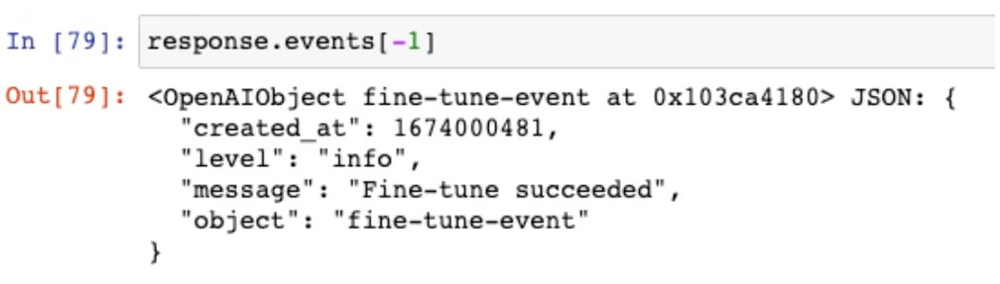 In [79]: response.events[-1]
Out[79]: <OpenAIObject fine-tune-event at 0x103ca4180> JSON: {
  "created_at": 1674000481,
  "level": "info",
  "message": "Fine-tune succeeded",
  "object": "fine-tune-event"
}